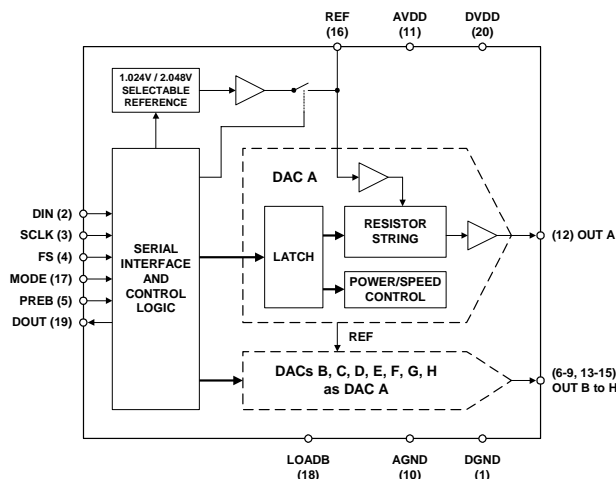 REF
(16)
AVDD
(11)
DVDD
(20)
1.024V / 2.048V
SELECTABLE
REFERENCE
DAC A
DIN (2)
SCLK (3)
FS (4)
MODE (17)
PREB (5)
DOUT (19)
SERIAL
INTERFACE
AND
CONTROL
LOGIC
LATCH
RESISTOR
STRING
POWER/SPEED
CONTROL
(12) OUT A
REF
DACs B, C, D, E, F, G, H
as DAC A
(6-9, 13-15)
OUT B to H
LOADB
(18)
AGND
(10)
DGND
(1)